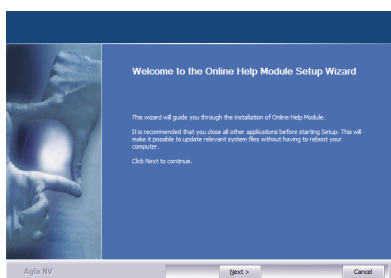 Welcome to the Online Help Module Setup Wizard
This wizard will guide you through the installation of Online Help Module.
It is recommended that you close all other applications before starting Setup. This will
make it possible to update relevant system files without having to reboot your
computer.
Click Next to continue.
Agfa NV
Next >
Cancel